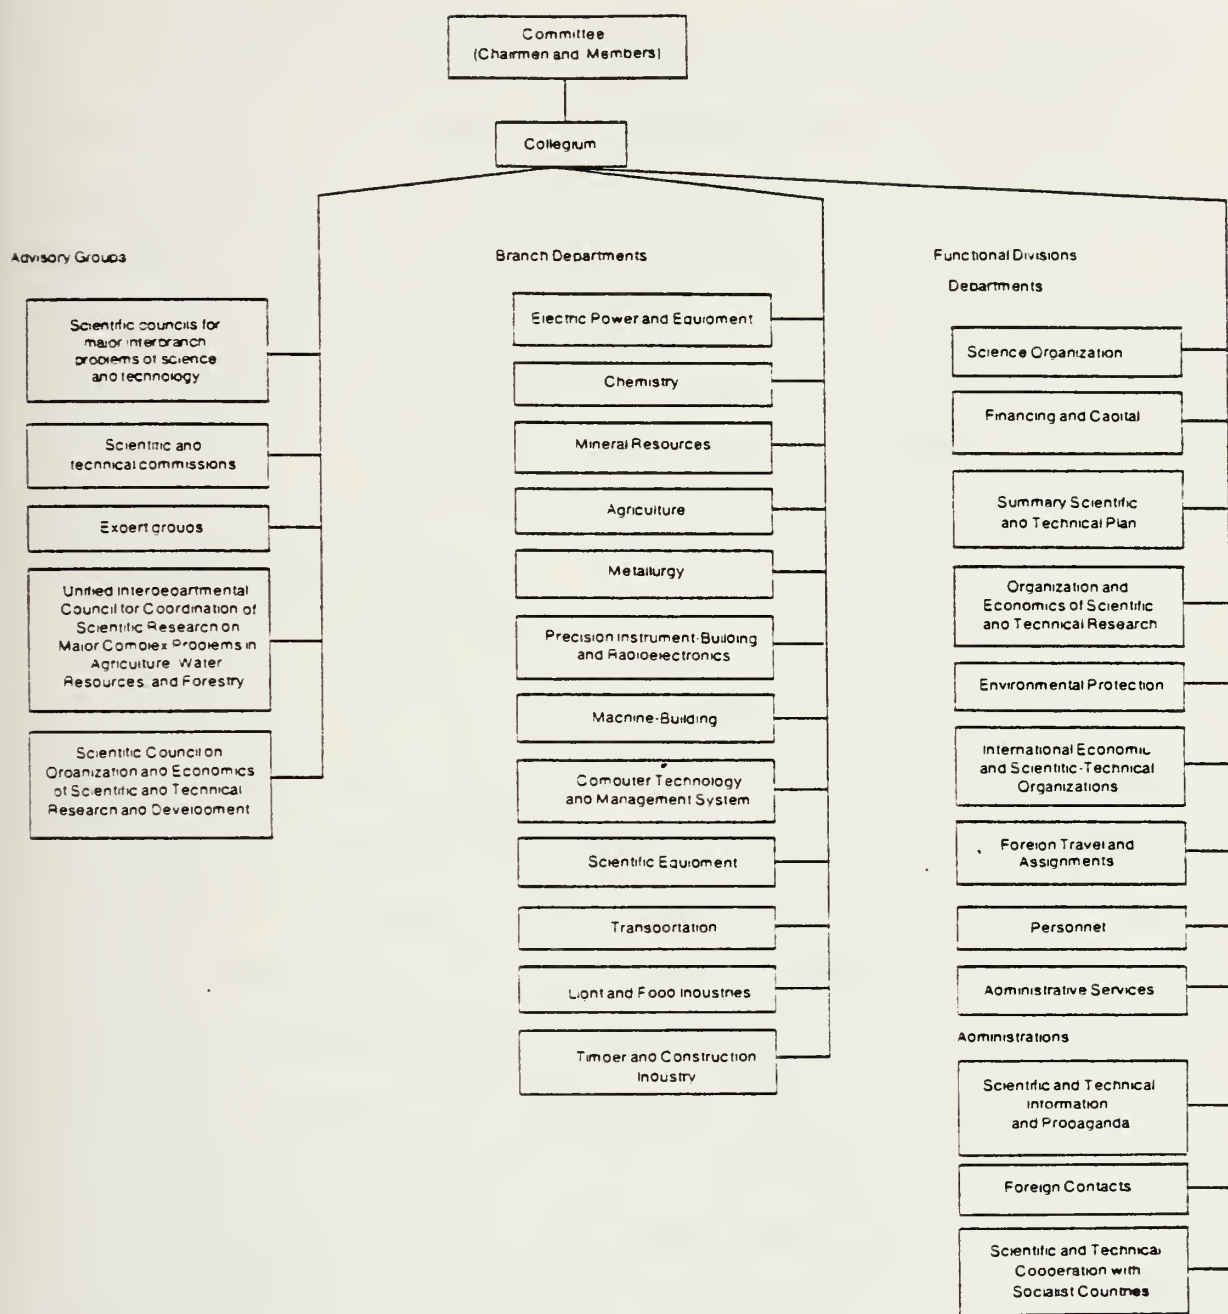 Committee
(Chairmen and Members)
Collegium
Advisory Groups
Scientific councils for
major interbranch
problems of science
and technology
Scientific and
technical commissions
Expert groups
Unified Interdepartmental
Council for Coordination of
Scientific Research on
Major Complex Problems in
Agriculture Water
Resources and Forestry
Scientific Council on
Organization and Economics
of Scientific and Technical
Research and Development
Branch Departments
Electric Power and Equipment
Chemistry
Mineral Resources
Agriculture
Metallurgy
Precision Instrument-Building
and Radioelectronics
Machine-Building
Computer Technology
and Management System
Scientific Equipment
Transportation
Light and Food Industries
Timber and Construction
Industry
Functional Divisions
Departments
Science Organization
Financing and Capital
Summary Scientific
and Technical Plan
Organization and
Economics of Scientific
and Technical Research
Environmental Protection
International Economic
and Scientific-Technical
Organizations
Foreign Travel and
Assignments
Personnel
Administrative Services
Administrations
Scientific and Technical
Information
and Propaganda
Foreign Contacts
Scientific and Technical
Cooperation with
Socialist Countries